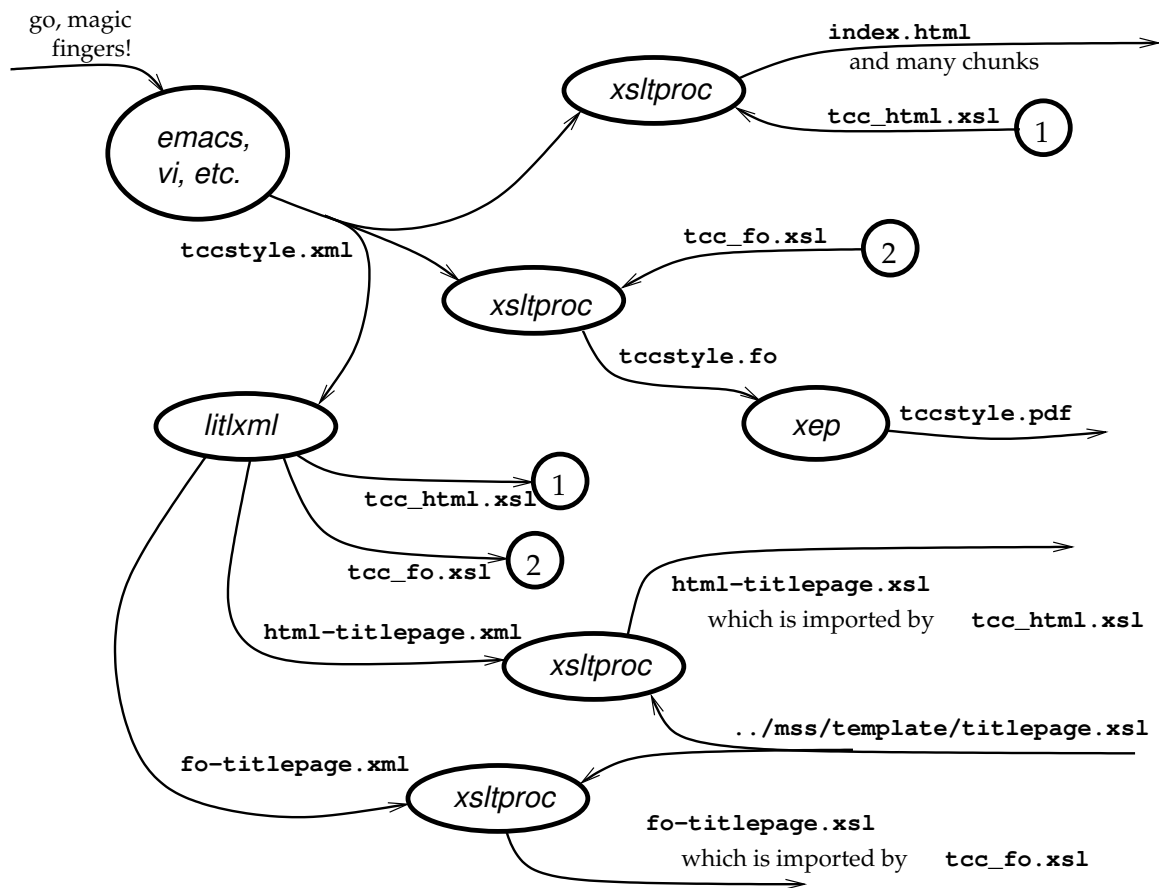 go, magic
fingers!
index.html
and many chunks
xsltproc
tcc_html.xsl
1
emacs,
vi, etc.
tccstyle.xml
tcc_fo.xsl
2
xsltproc
tccstyle.fo
litlxml
xep
tccstyle.pdf
tcc_html.xsl
1
tcc_fo.xsl
2
html-titlepage.xsl
which is imported by tcc_html.xsl
html-titlepage.xml
xsltproc
../mss/template/titlepage.xsl
fo-titlepage.xml
xsltproc
fo-titlepage.xsl
which is imported by tcc_fo.xsl